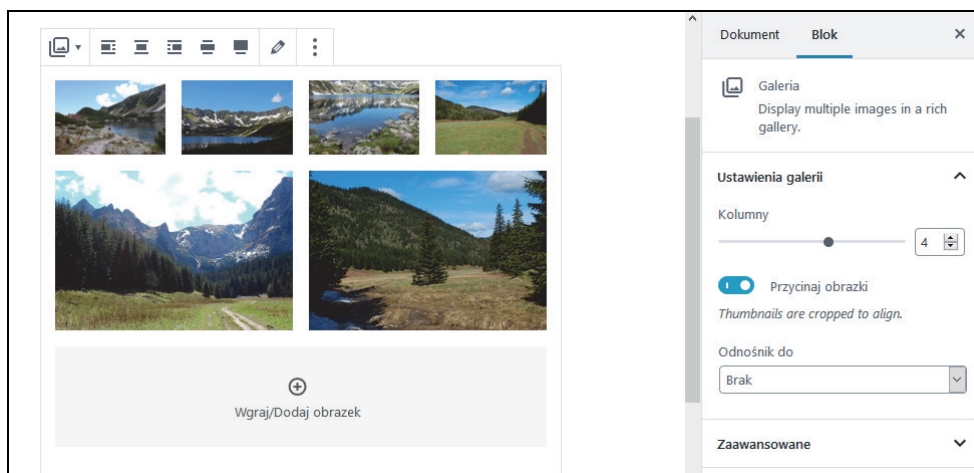 Dokument Blok
Galeria
Display multiple images in a rich
gallery.
Ustawienia galerii
Kolumny
4
Przycinaj obrazki
Thumbnails are cropped to align.
Odnośnik do
Brak
Zaawansowane
Wgraj/Dodaj obrazek